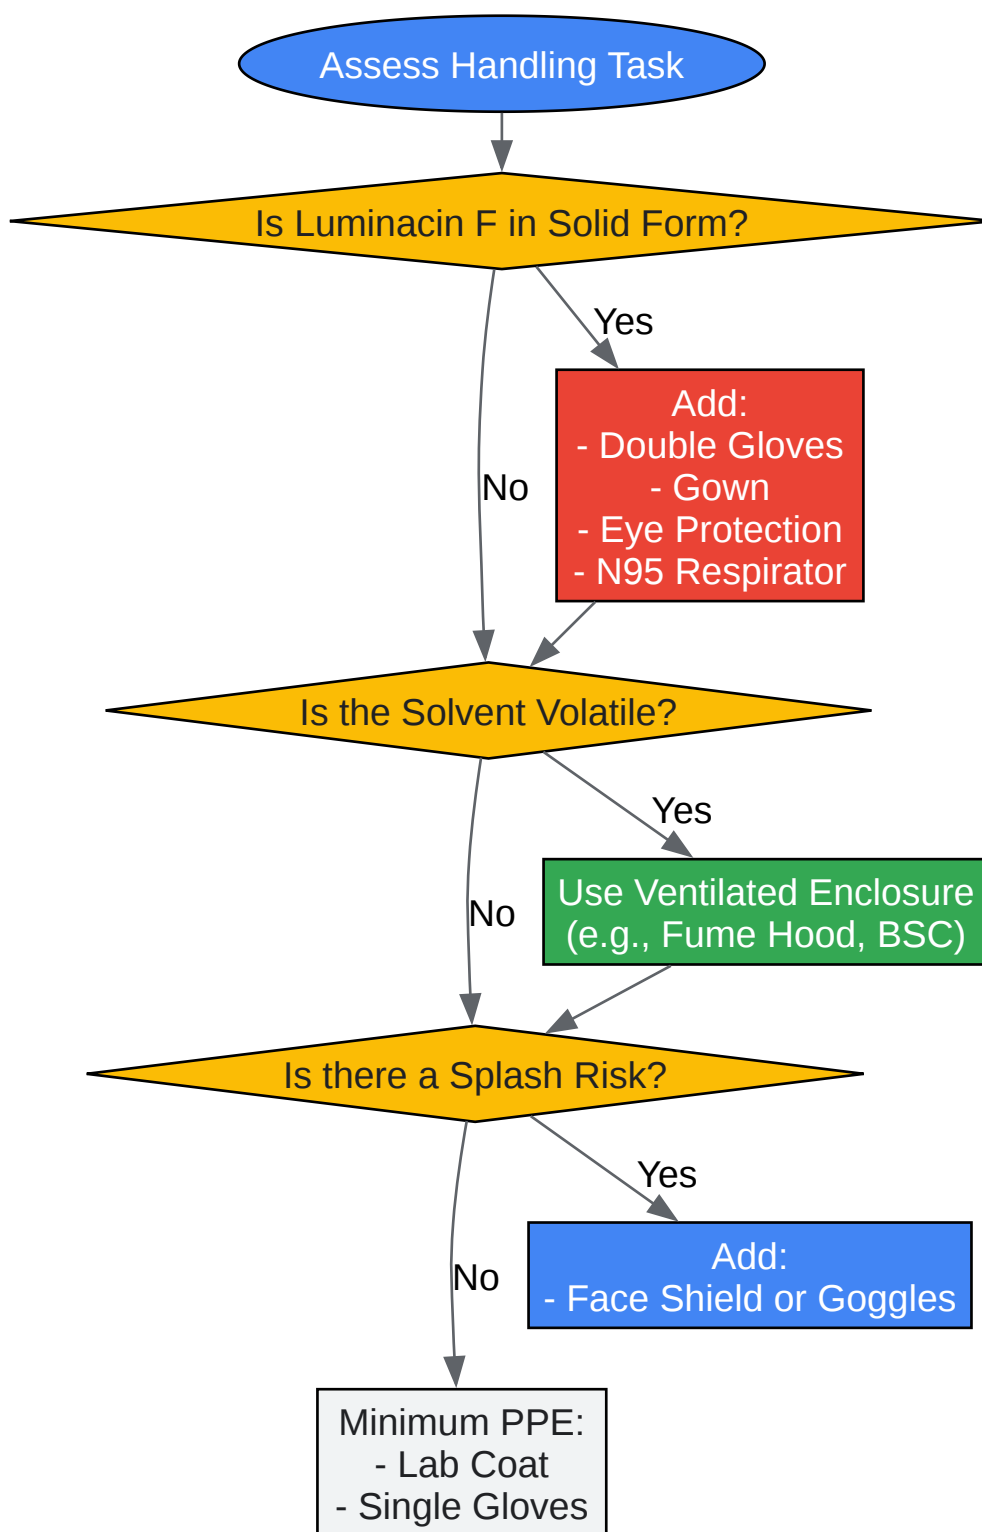 Assess Handling Task
Is Luminacin F in Solid Form?
Yes
Add:
- Double Gloves
- Gown
- Eye Protection
- N95 Respirator
No
Is the Solvent Volatile?
Yes
Use Ventilated Enclosure
(e.g., Fume Hood, BSC)
No
Is there a Splash Risk?
Yes
Add:
- Face Shield or Goggles
No
Minimum PPE:
- Lab Coat
- Single Gloves